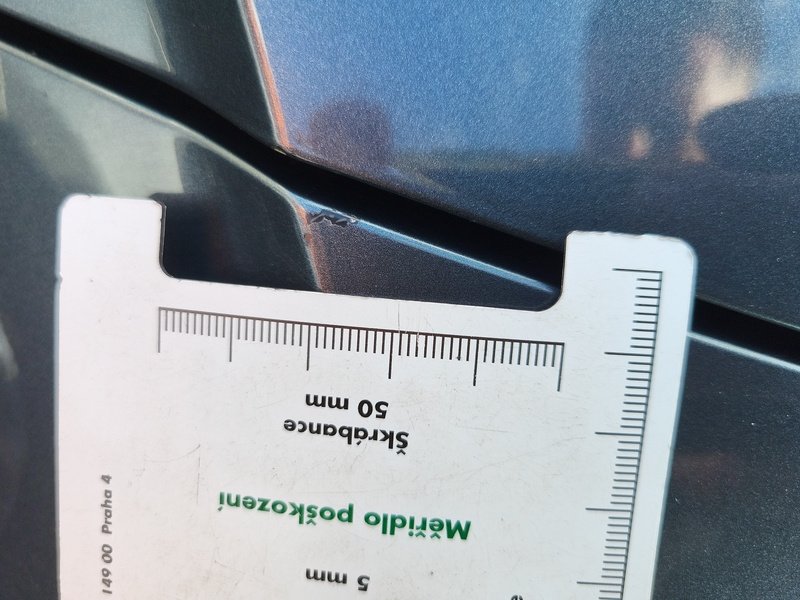 Škrábance
50 mm
Měřidlo poškození
5 mm
149 00 Praha 4